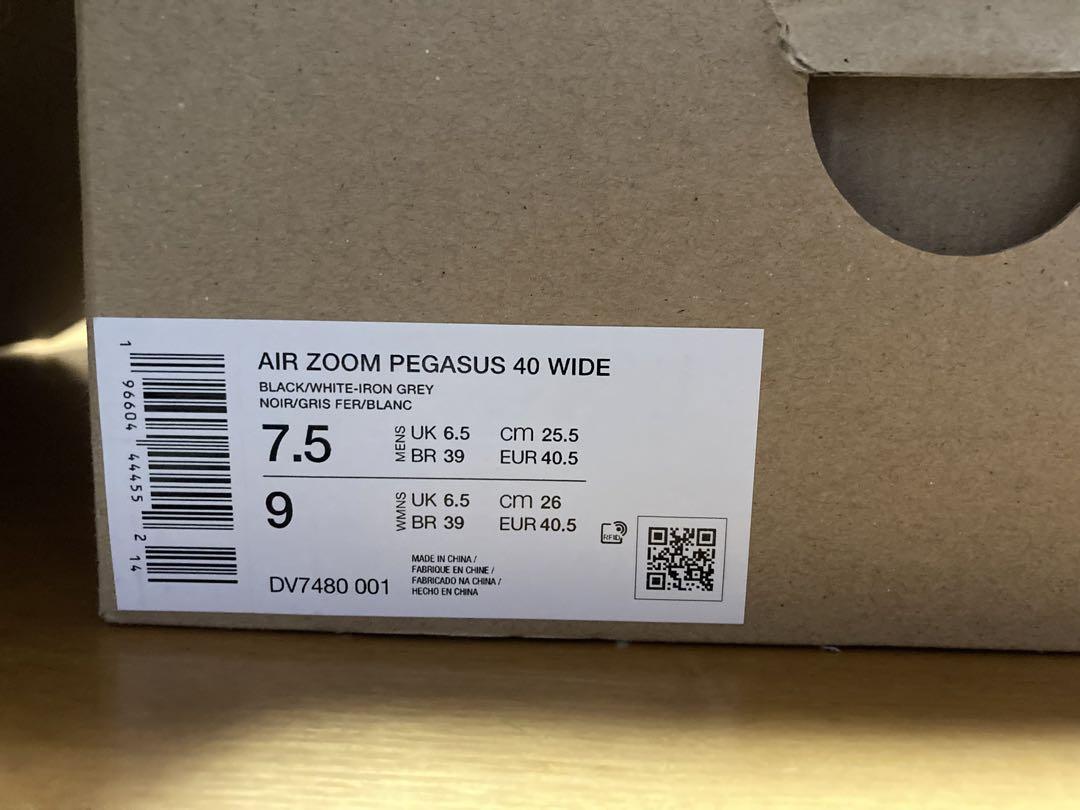 AIR ZOOM PEGASUS 40 WIDE
BLACK/WHITE-IRON GREY
NOIR/GRIS FER/BLANC
7.5 MENS UK 6.5 cm 25.5
BR 39 EUR 40.5
9 WMNS UK 6.5 cm 26
BR 39 EUR 40.5
RFID
MADE IN CHINA /
FABRIQUE EN CHINE /
FABRICADO NA CHINA /
HECHO EN CHINA
DV7480 001
1 96604 44455 2 14